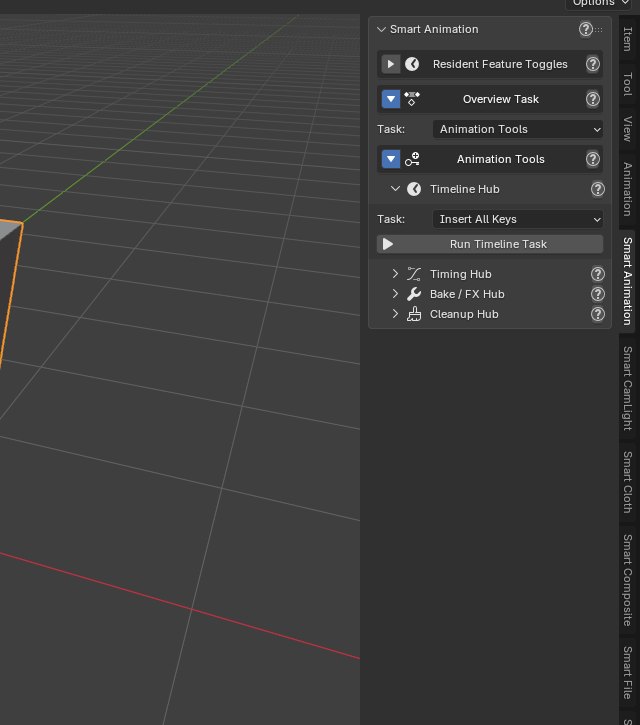 Options
Smart Animation
Resident Feature Toggles
Overview Task
Task: Animation Tools
Animation Tools
Timeline Hub
Task: Insert All Keys
Run Timeline Task
Timing Hub
Bake / FX Hub
Cleanup Hub
Item
Tool
View
Animation
Smart Animation
Smart CamLight
Smart Cloth
Smart Composite
Smart File